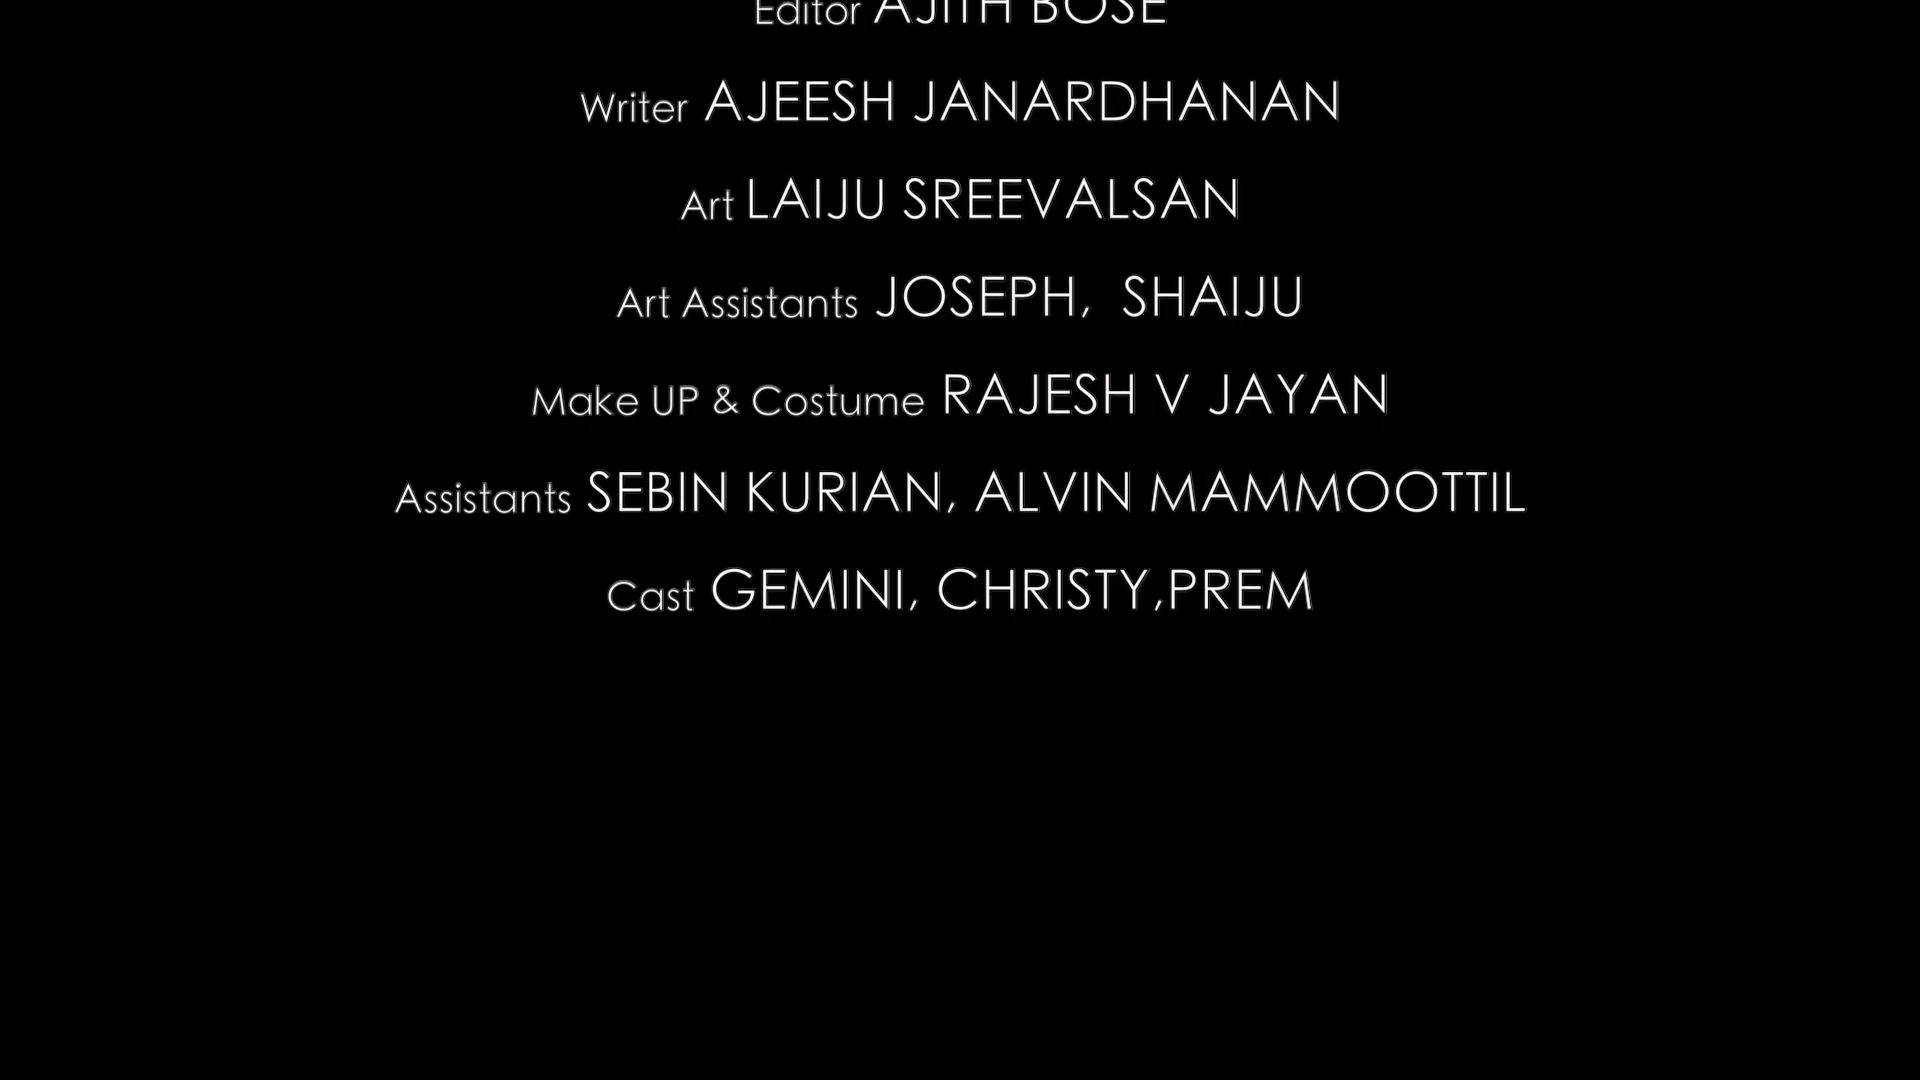 Editor AJITH BOSE
Writer AJEESH JANARDHANAN
Art LAIJU SREEVALSAN
Art Assistants JOSEPH,  SHAIJU
Make UP & Costume RAJESH V JAYAN
Assistants SEBIN KURIAN, ALVIN MAMMOOTTIL
Cast GEMINI, CHRISTY,PREM